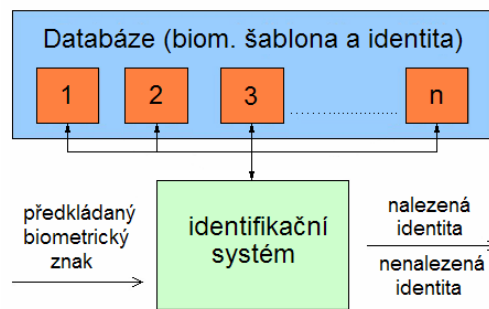 Databáze (biom. šablona a identita)
1 2 3 ........................ n
předkládaný
biometrický
znak
identifikační
systém
nalezená
identita
nenalezená
identita